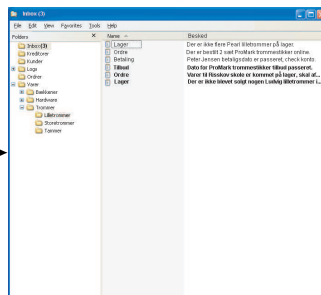 Inbox (3)
File Edit View Favorites Tools Help
Folders
Inbox(3)
Kreditorer
Kunder
Logs
Ordrer
Varer
Bækkener
Hardware
Trommer
Lilletrommer
Storetrommer
Tammer
Name Besked
Lager Der er ikke flere Pearl lilletrommer på lager.
Ordre Der er bestilt 2 sæt ProMark trommestikker online.
Betaling Peter Jensen betalingsdato er passeret, check konto.
Tilbud Dato for ProMark trommestikker tilbud passeret.
Ordre Varer til Risskov skole er kommet på lager, skal af...
Lager Der er ikke blevet solgt nogen Ludvig lilletrommer i...